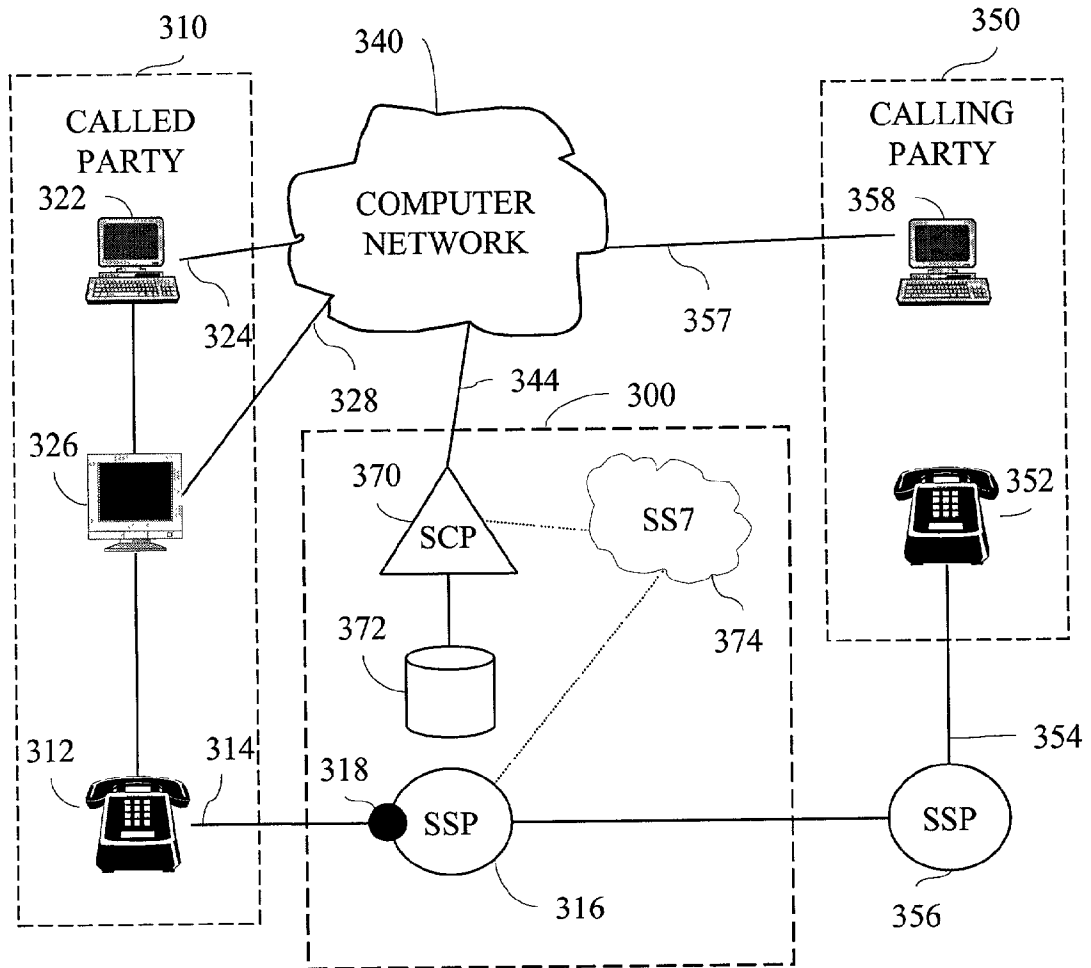 310
340
350
CALLED
PARTY
CALLING
PARTY
322
358
COMPUTER
NETWORK
324
328
357
344
300
326
370
SCP
SS7
352
372
374
312
314
318
354
SSP
SSP
316
356